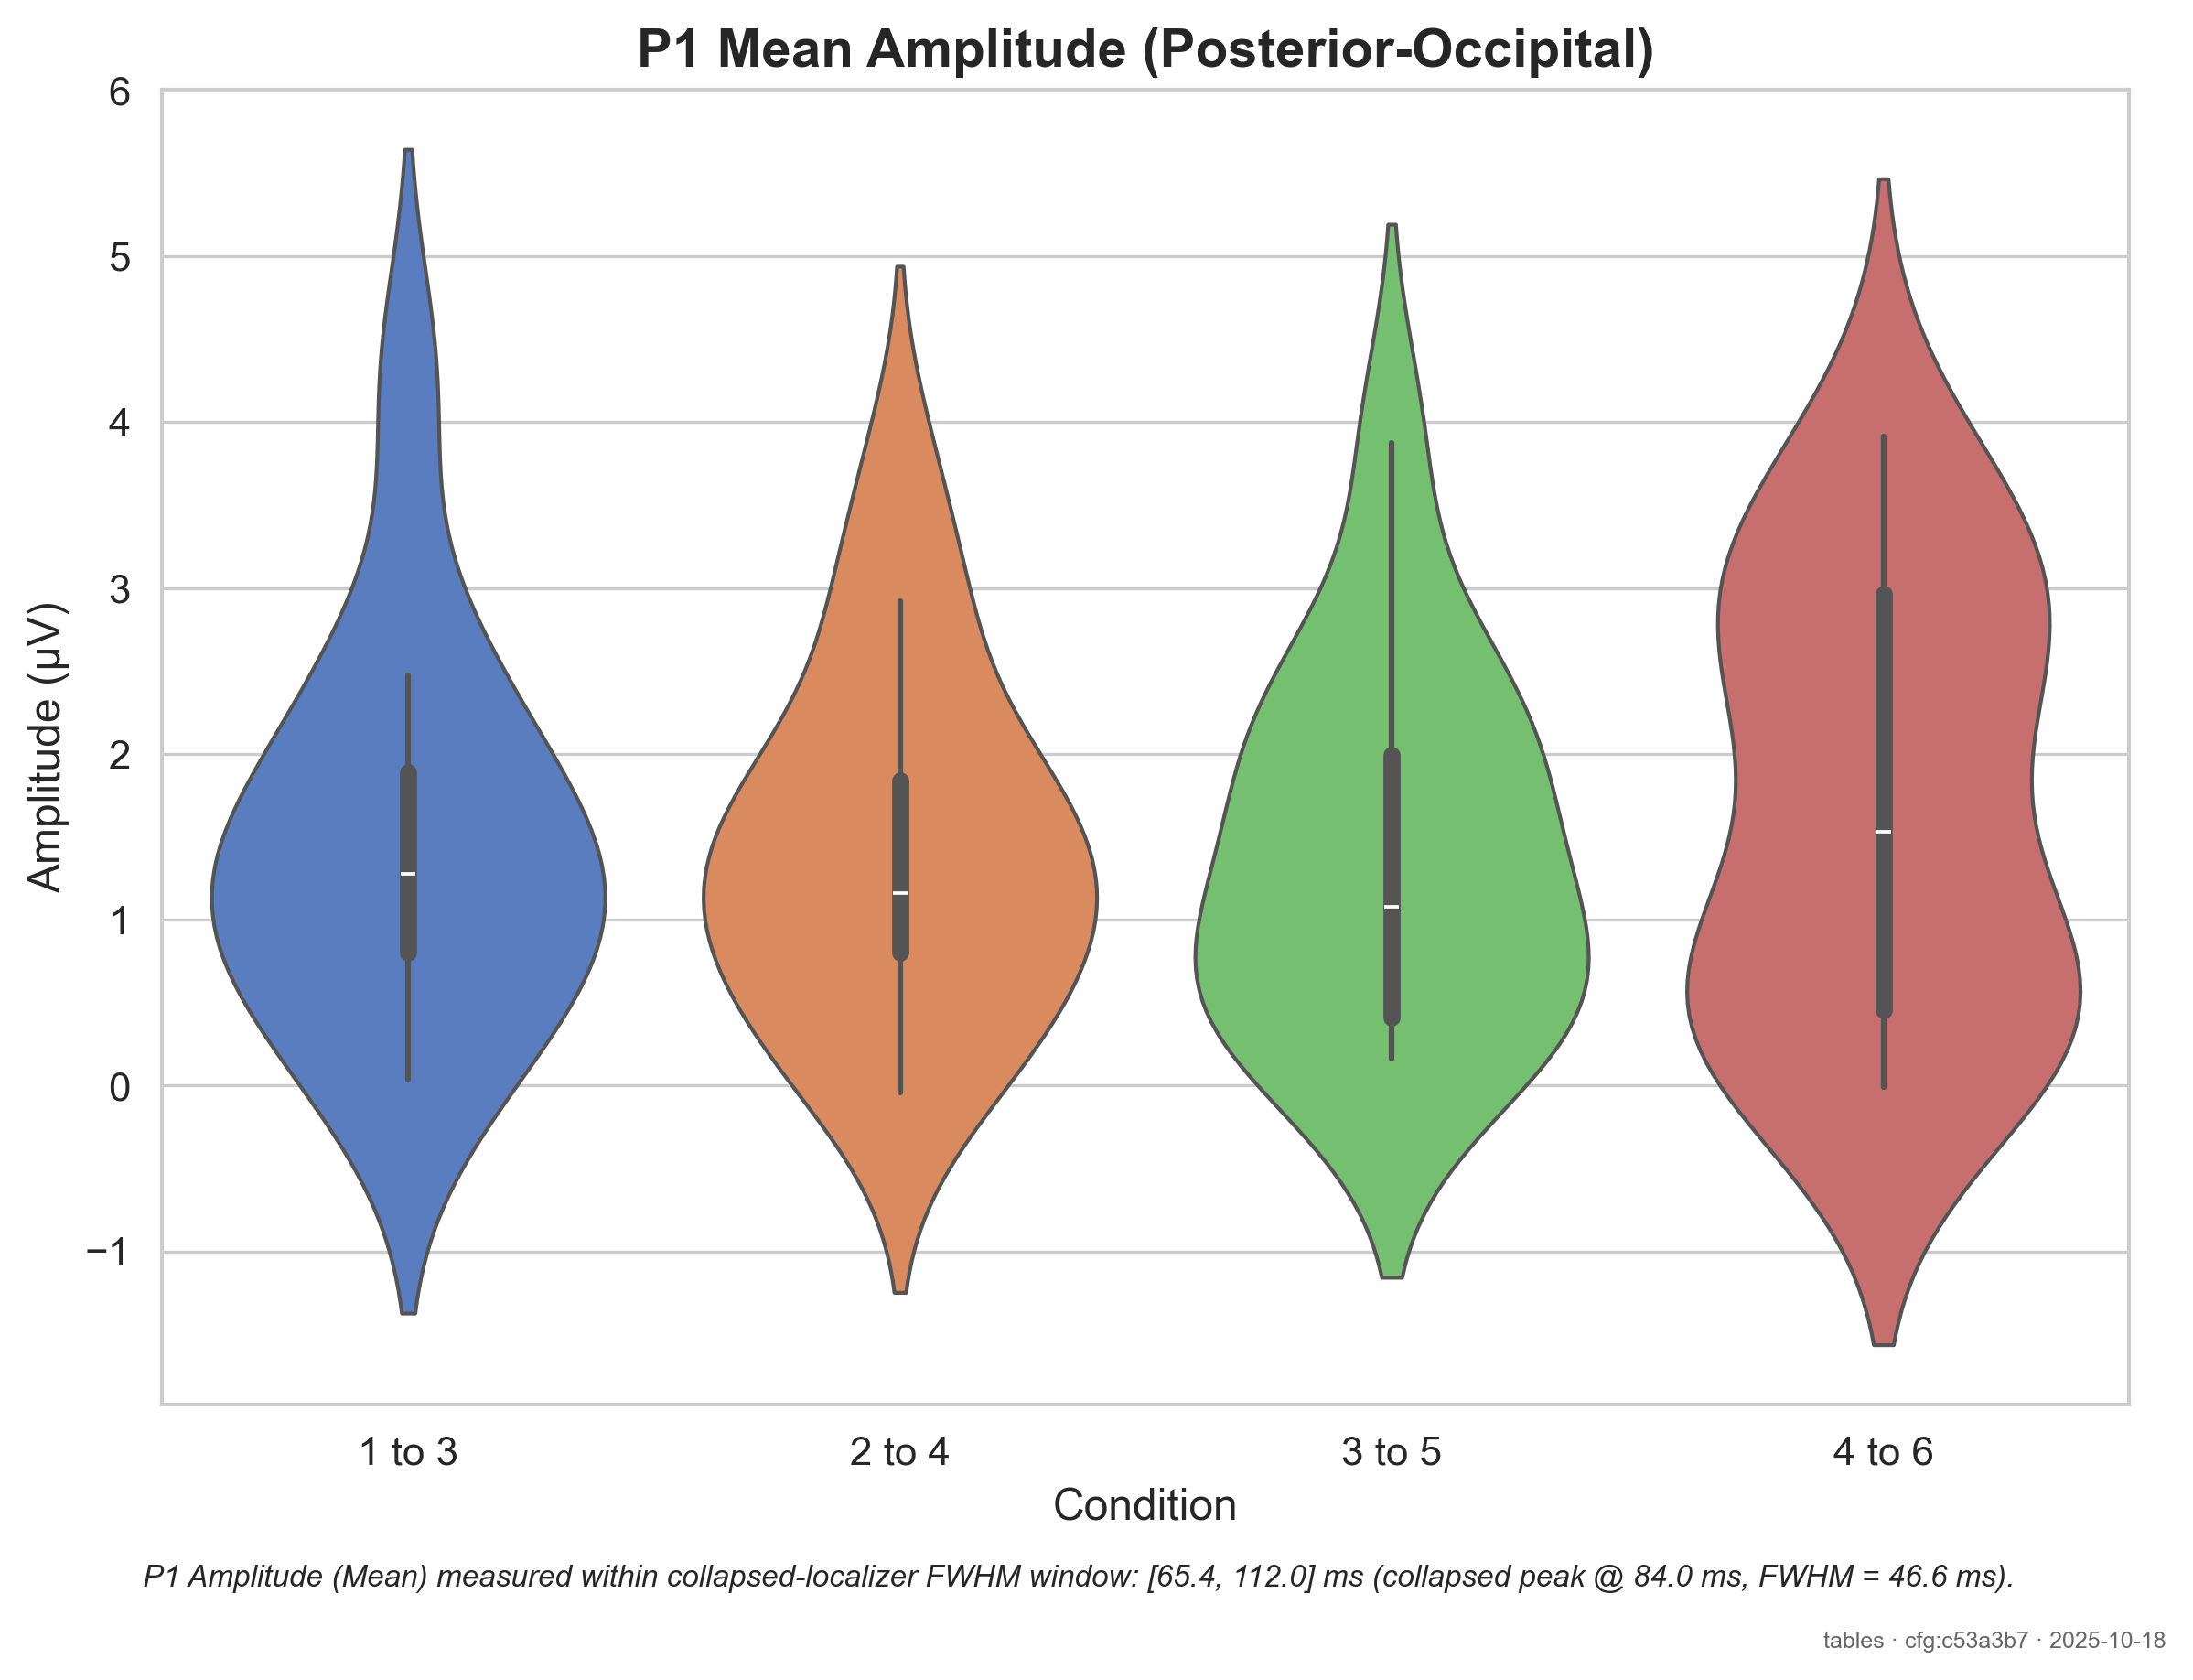 P1 Mean Amplitude (Posterior-Occipital)
6
5
4
3
2
1
0
−1
Amplitude (µV)
1 to 3
2 to 4
3 to 5
4 to 6
Condition
P1 Amplitude (Mean) measured within collapsed-localizer FWHM window: [65.4, 112.0] ms (collapsed peak @ 84.0 ms, FWHM = 46.6 ms).
tables · cfg:c53a3b7 · 2025-10-18